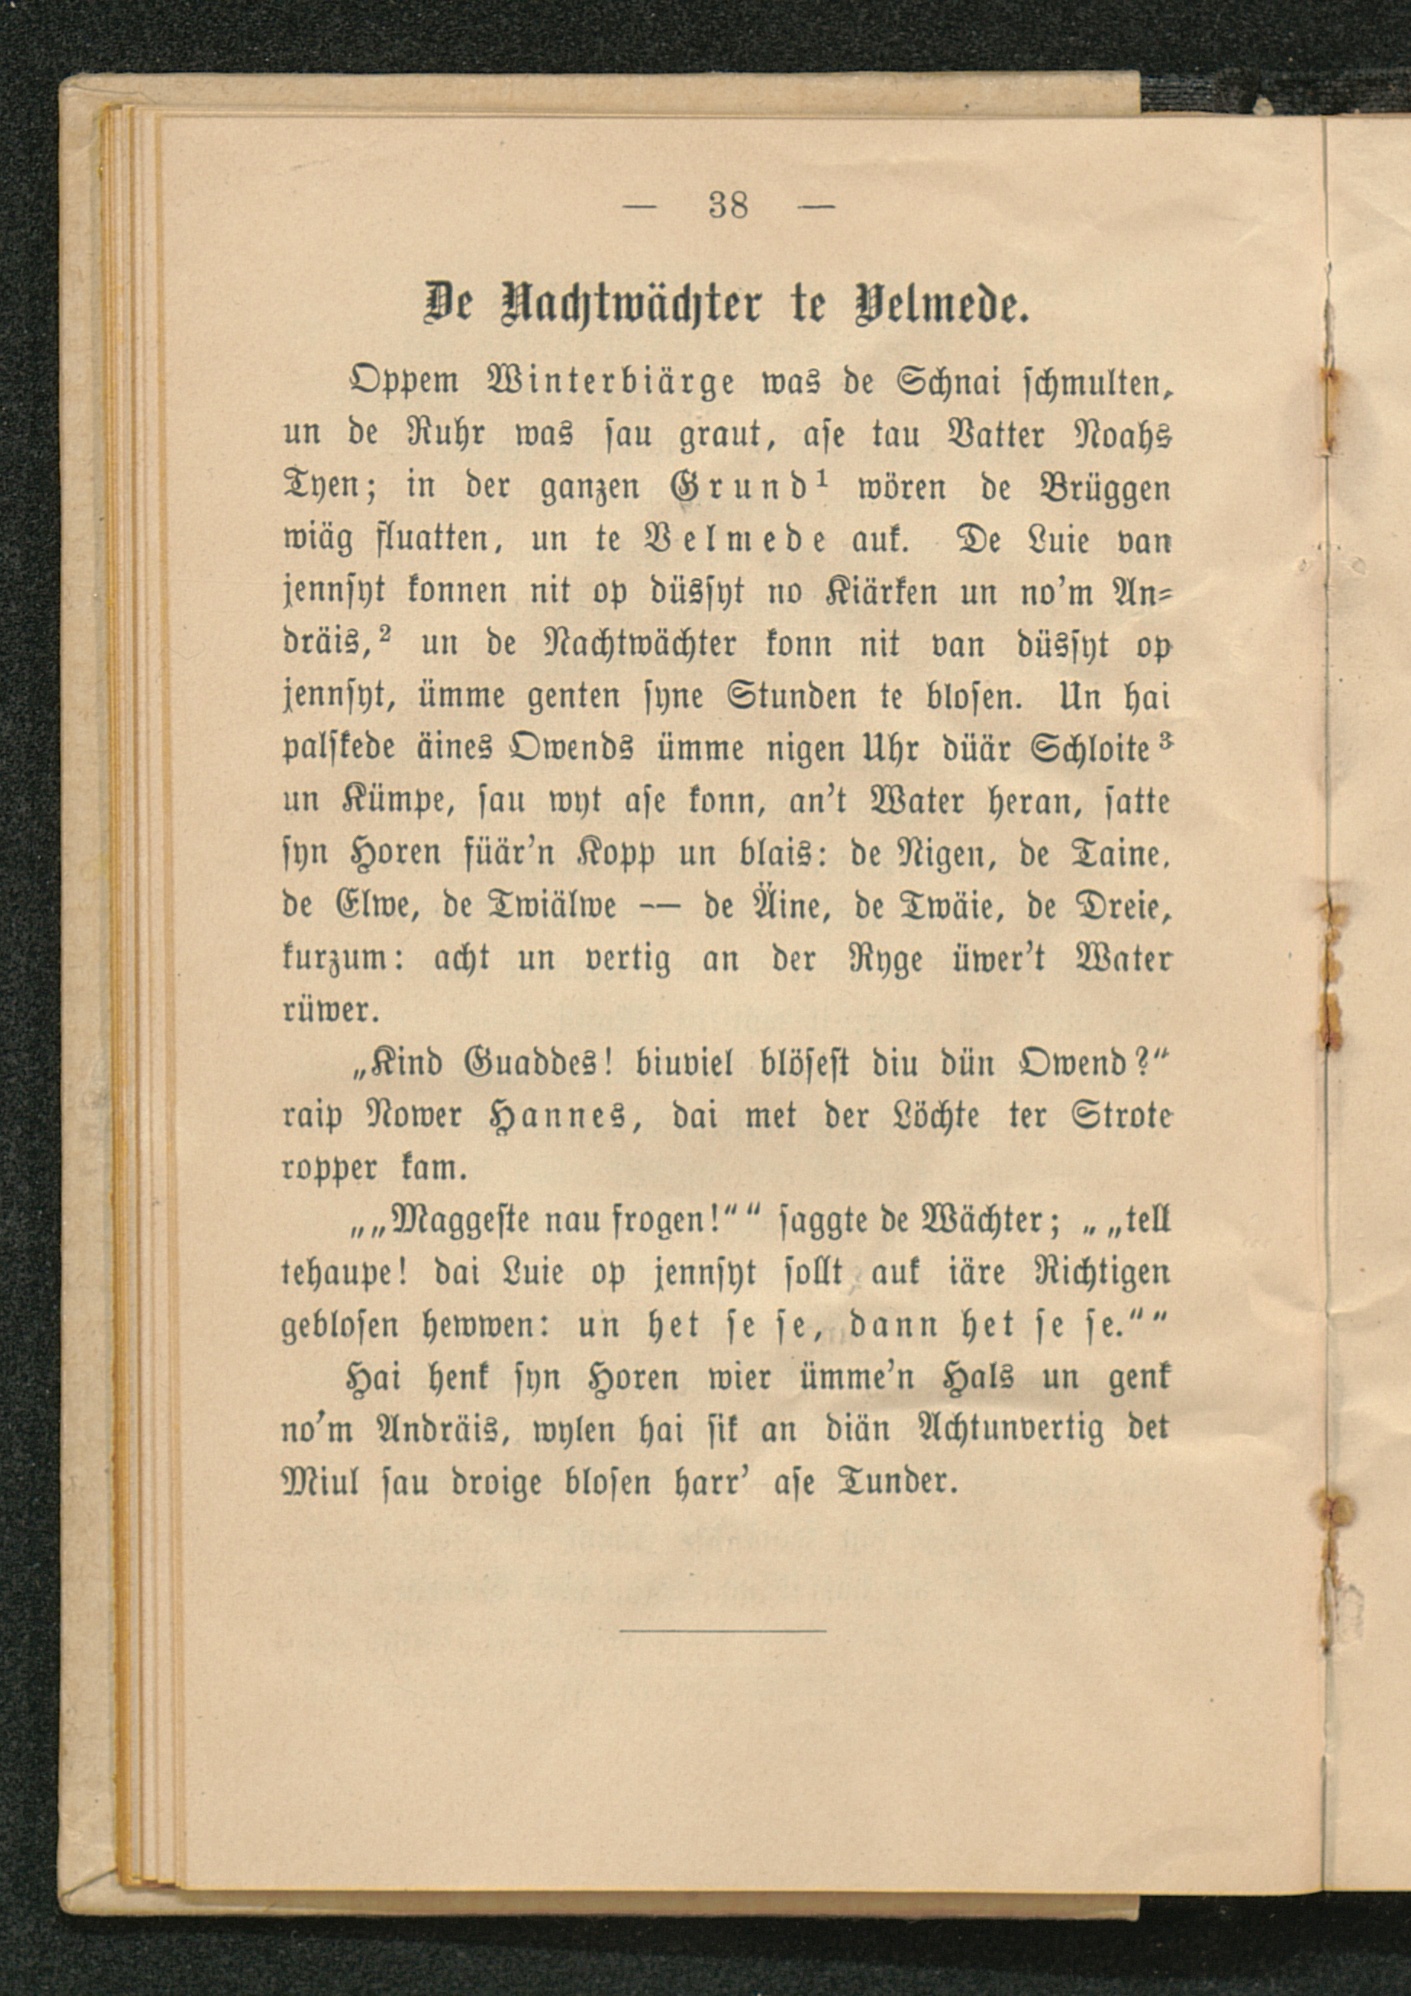 — 38 —
De Nachtwächter te Velmede.
Oppem Winterbiärge was de Schnai schmulten,
un de Ruhr was sau graut, ase tau Vatter Noahs
Tyen; in der ganzen Grund¹ wören de Brüggen
wiäg fluatten, un te Velmede auk. De Luie van
jennsyt konnen nit op düssyt no Kiärken un no'm An-
dräis,² un de Nachtwächter konn nit van düssyt op
jennsyt, ümme genten syne Stunden te blosen. Un hai
palskede äines Owends ümme nigen Uhr düär Schloite³
un Kümpe, sau wyt ase konn, an't Water heran, satte
syn Horen füär'n Kopp un blais: de Nigen, de Taine,
de Elwe, de Twiälwe — de Äine, de Twäie, de Dreie,
kurzum: acht un vertig an der Ryge üwer't Water
rüwer.
„Kind Guaddes! biuviel blösest diu dün Owend?“
raip Nower Hannes, dai met der Löchte ter Strote
ropper kam.
„„Maggeste nau frogen!““ saggte de Wächter; „„tell
tehaupe! dai Luie op jennsyt sollt auk iäre Richtigen
geblosen hewwen: un het se se, dann het se se.““
Hai henk syn Horen wier ümme'n Hals un genk
no'm Andräis, wylen hai sik an diän Achtunvertig det
Miul sau droige blosen harr' ase Tunder.